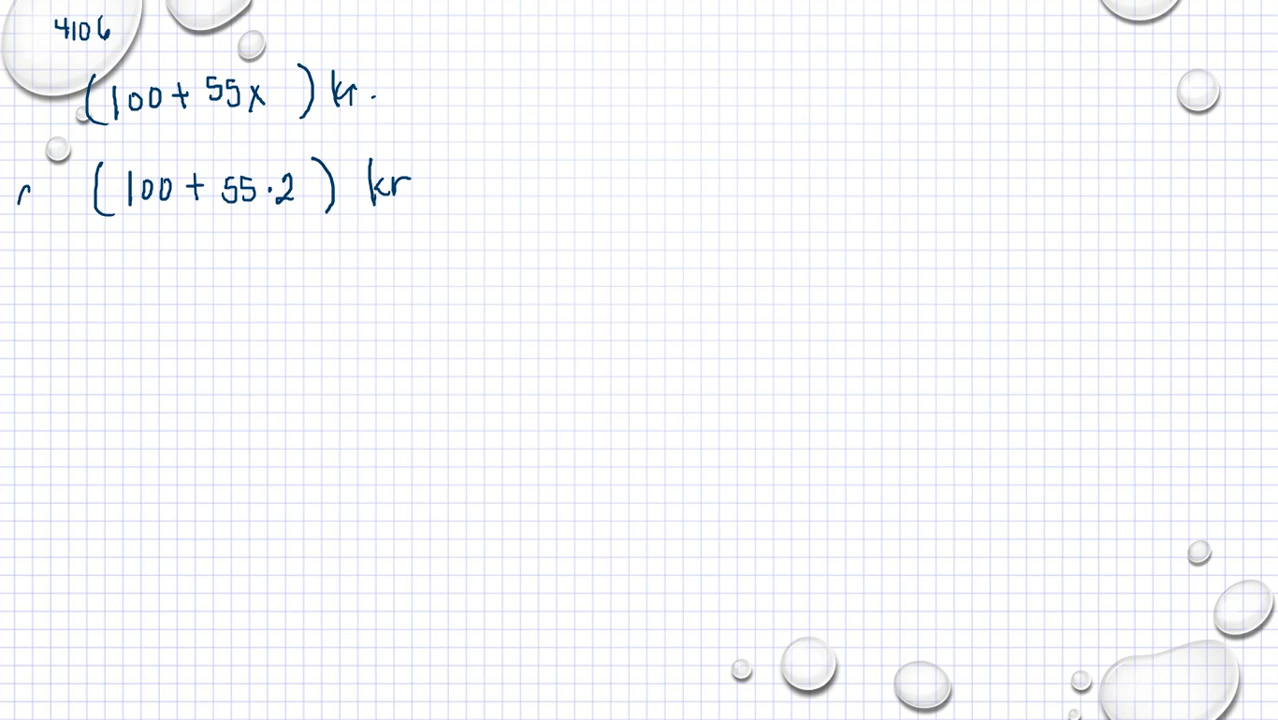 4106
(100 + 55x ) kr.
(100 + 55·2 ) kr